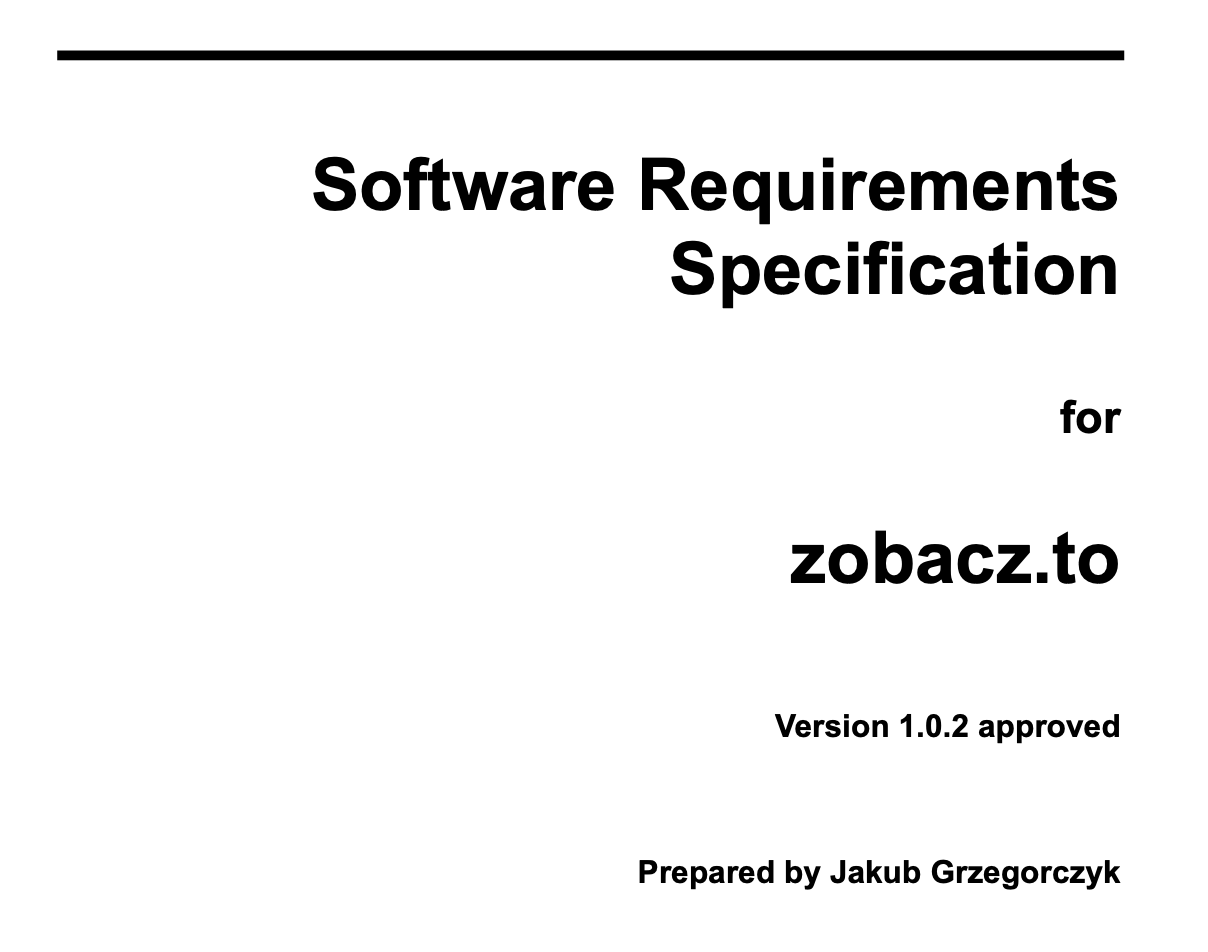 Software Requirements
Specification
for
zobacz.to
Version 1.0.2 approved
Prepared by Jakub Grzegorczyk